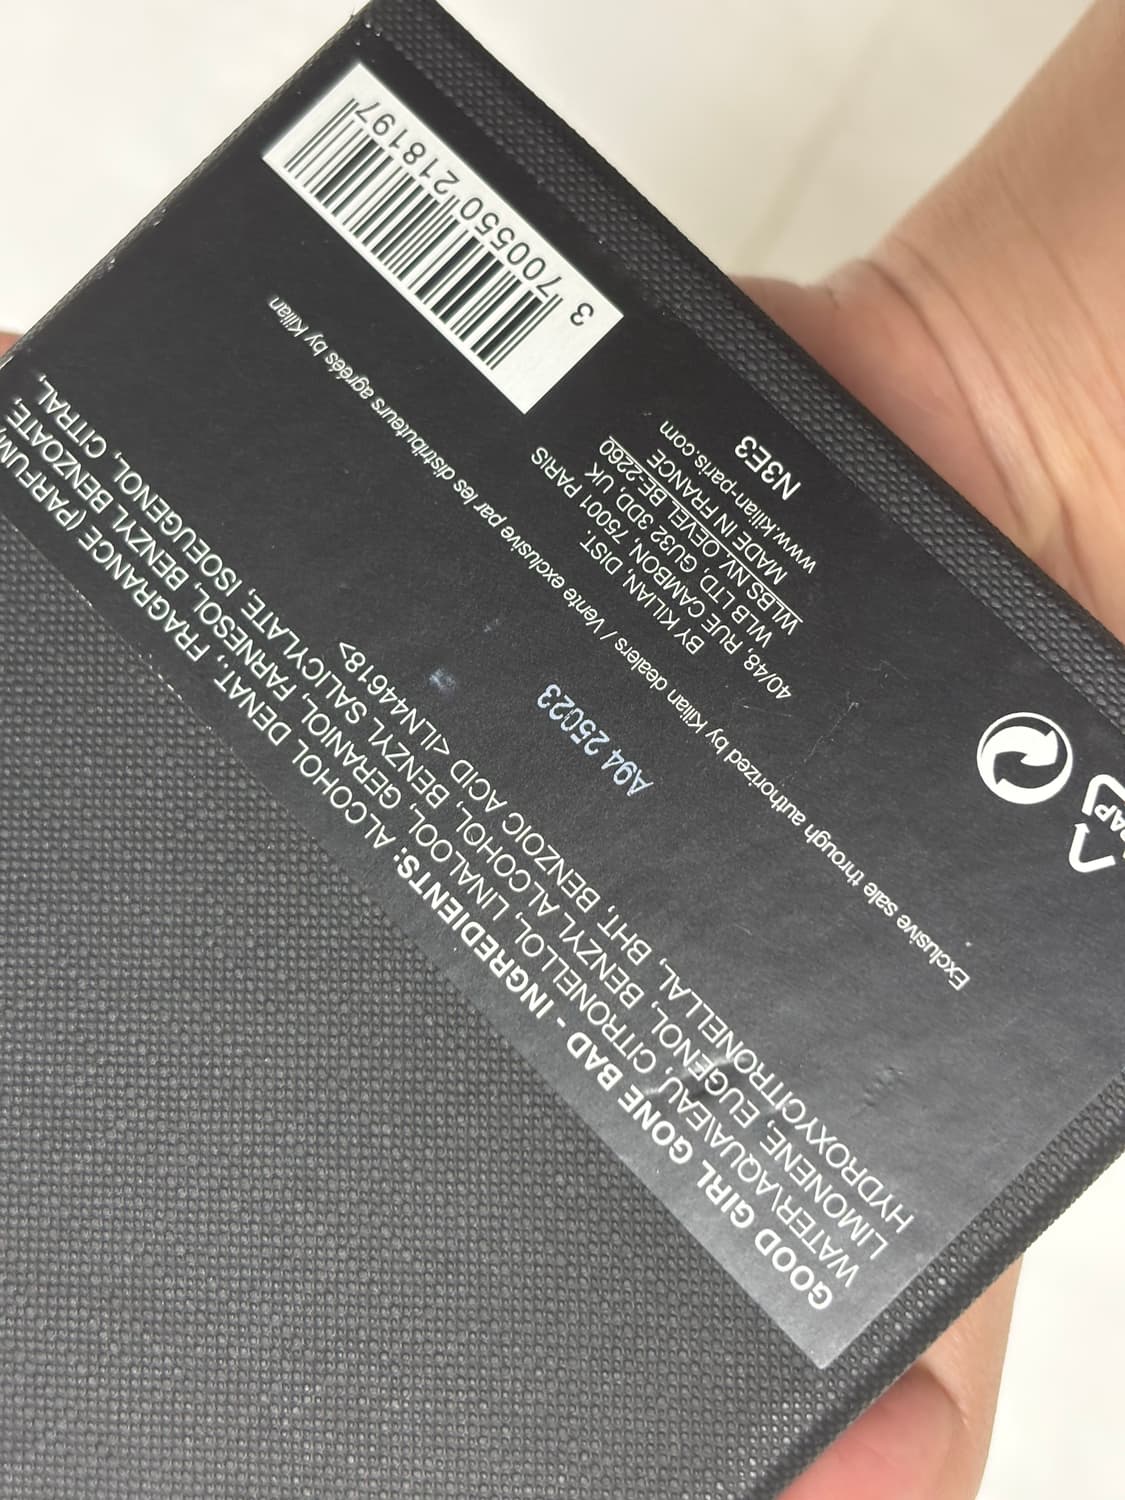 GOOD GIRL GONE BAD - INGREDIENTS: ALCOHOL DENAT., FRAGRANCE (PARFUM),
WATER\AQUA\EAU, CITRONELLOL, LINALOOL, GERANIOL, FARNESOL, BENZYL BENZOATE,
LIMONENE, EUGENOL, BENZYL ALCOHOL, BENZYL SALICYLATE, ISOEUGENOL, CITRAL,
HYDROXYCITRONELLAL, BHT, BENZOIC ACID <ILN44618>
A94 25023
Exclusive sale through authorized by Kilian dealers / Vente exclusive par les distributeurs agréés by Kilian
BY KILIAN, DIST.
40/48, RUE CAMBON, 75001 PARIS
WLB LTD, GU32 3DD, UK
WLBS NV, OEVEL BE-2260
MADE IN FRANCE
www.kilian-paris.com
N3E3
3 700550 218197
PAP